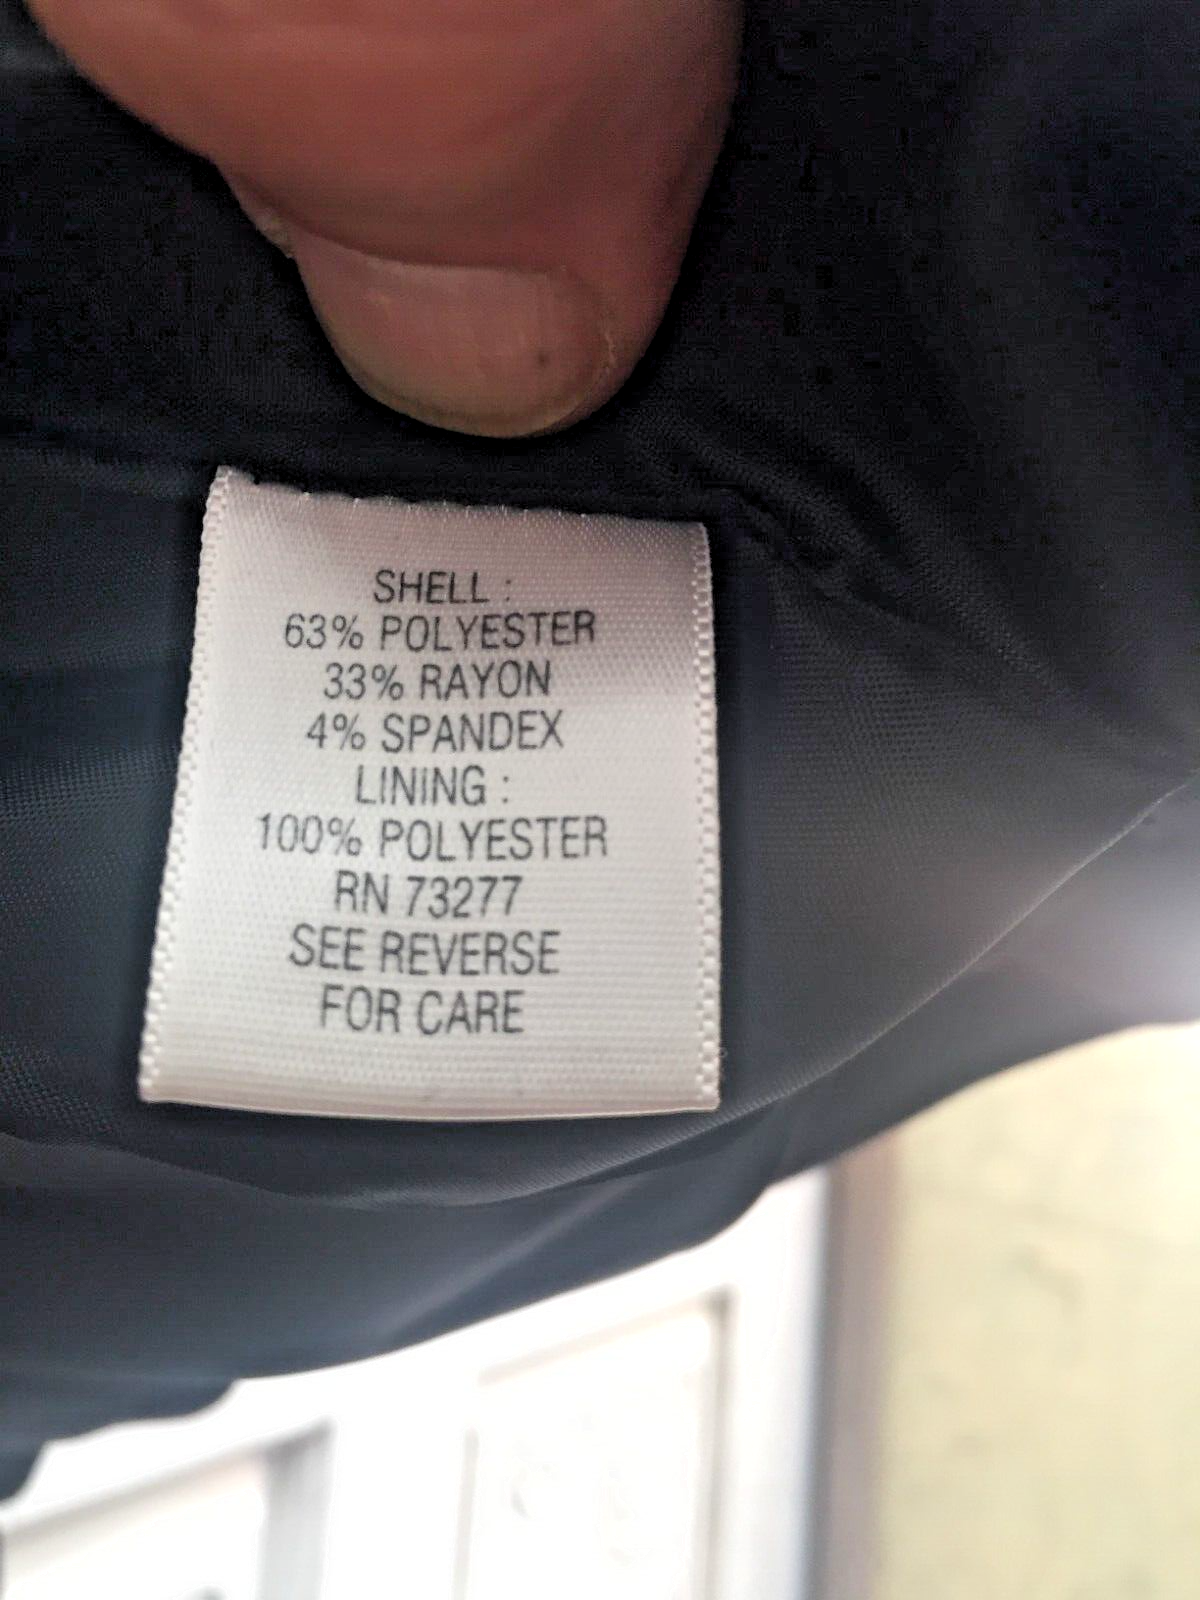 SHELL :
63% POLYESTER
33% RAYON
4% SPANDEX
LINING :
100% POLYESTER
RN 73277
SEE REVERSE
FOR CARE